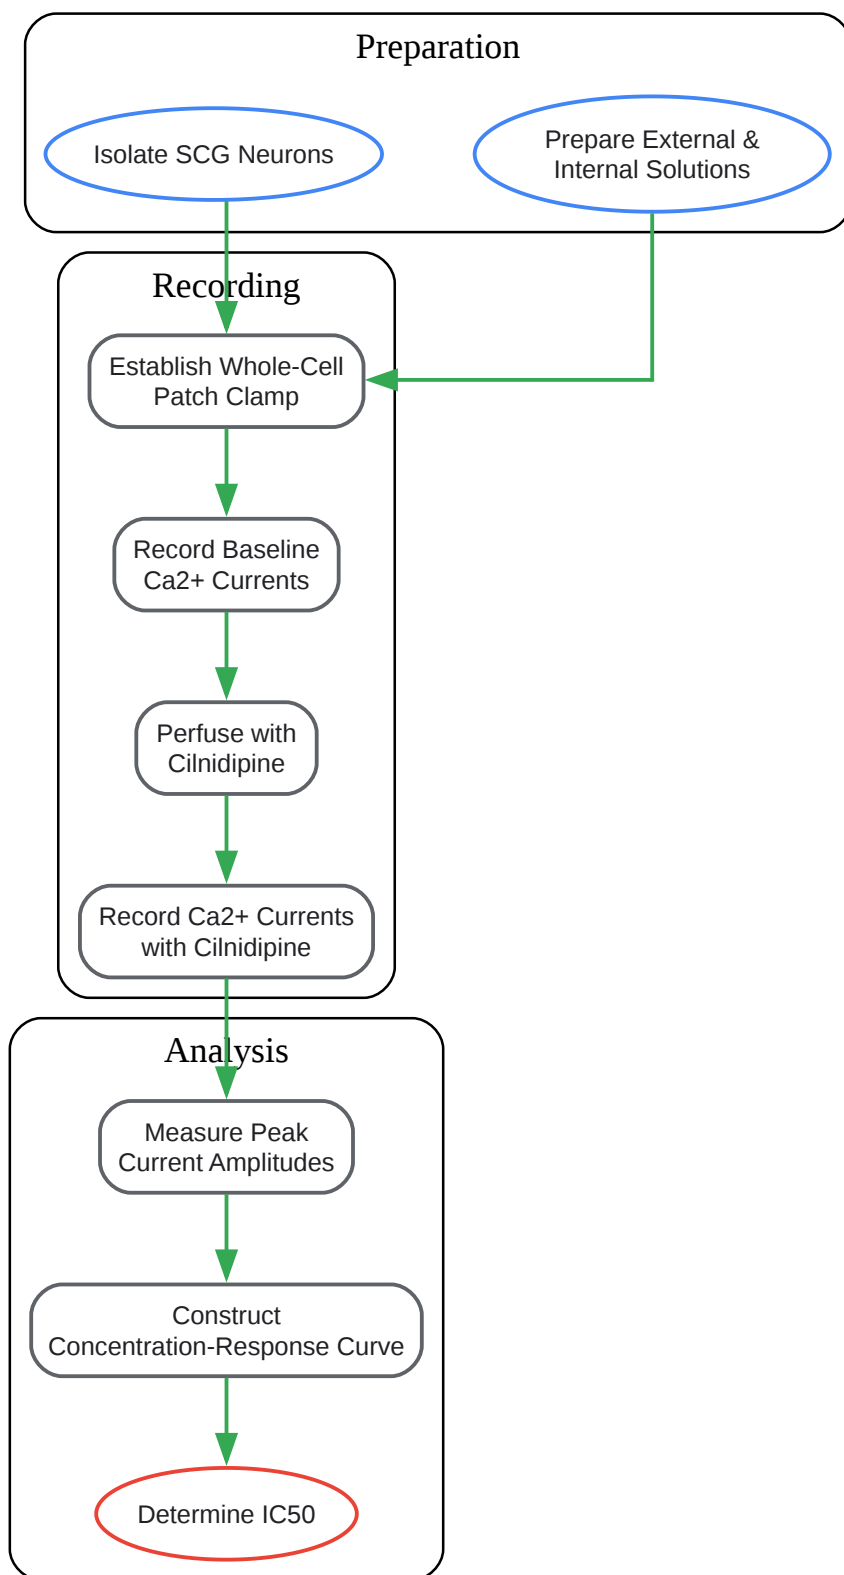 Preparation
Isolate SCG Neurons
Prepare External &
Internal Solutions
Recording
Establish Whole-Cell
Patch Clamp
Record Baseline
Ca2+ Currents
Perfuse with
Cilnidipine
Record Ca2+ Currents
with Cilnidipine
Analysis
Measure Peak
Current Amplitudes
Construct
Concentration-Response Curve
Determine IC50